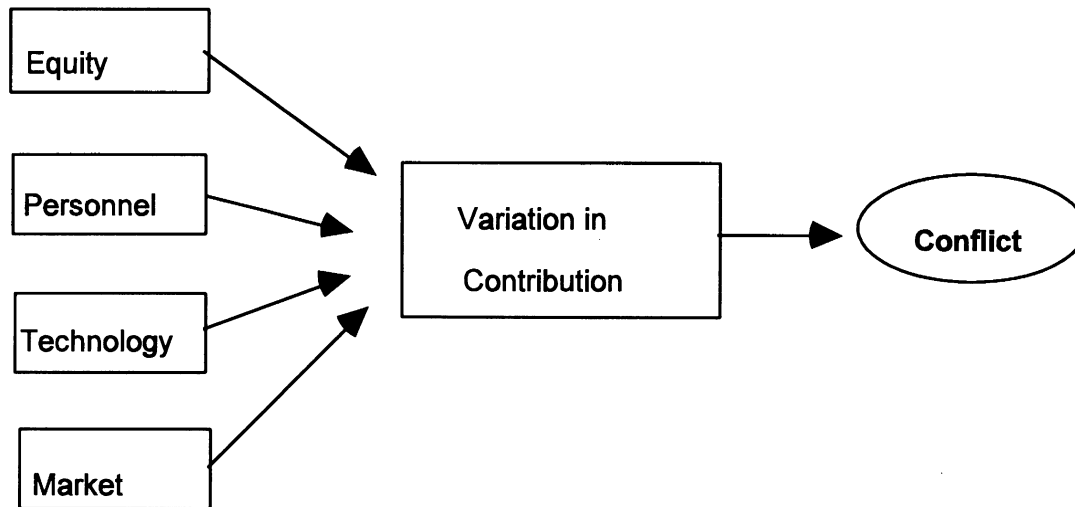 Equity
Personnel
Technology
Market
Variation in
Contribution
Conflict